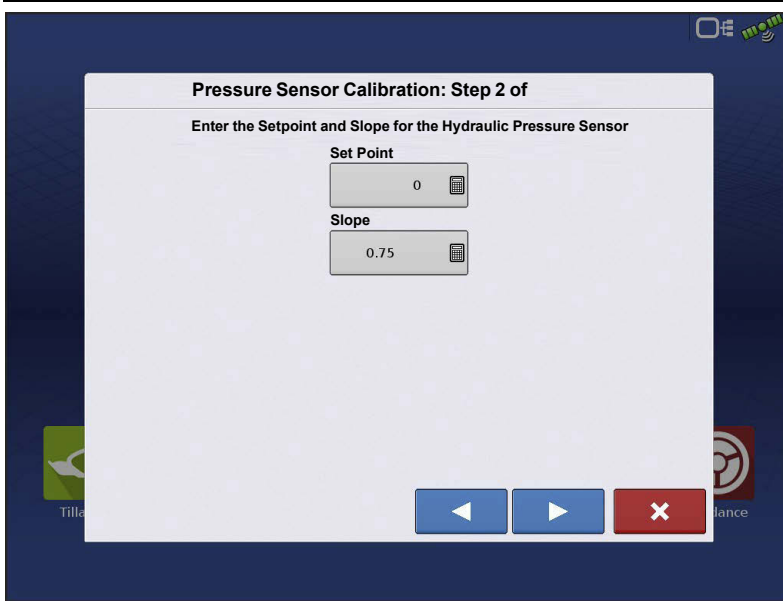 Pressure Sensor Calibration: Step 2 of
Enter the Setpoint and Slope for the Hydraulic Pressure Sensor
Set Point
0
Slope
0.75
Tilla
dance